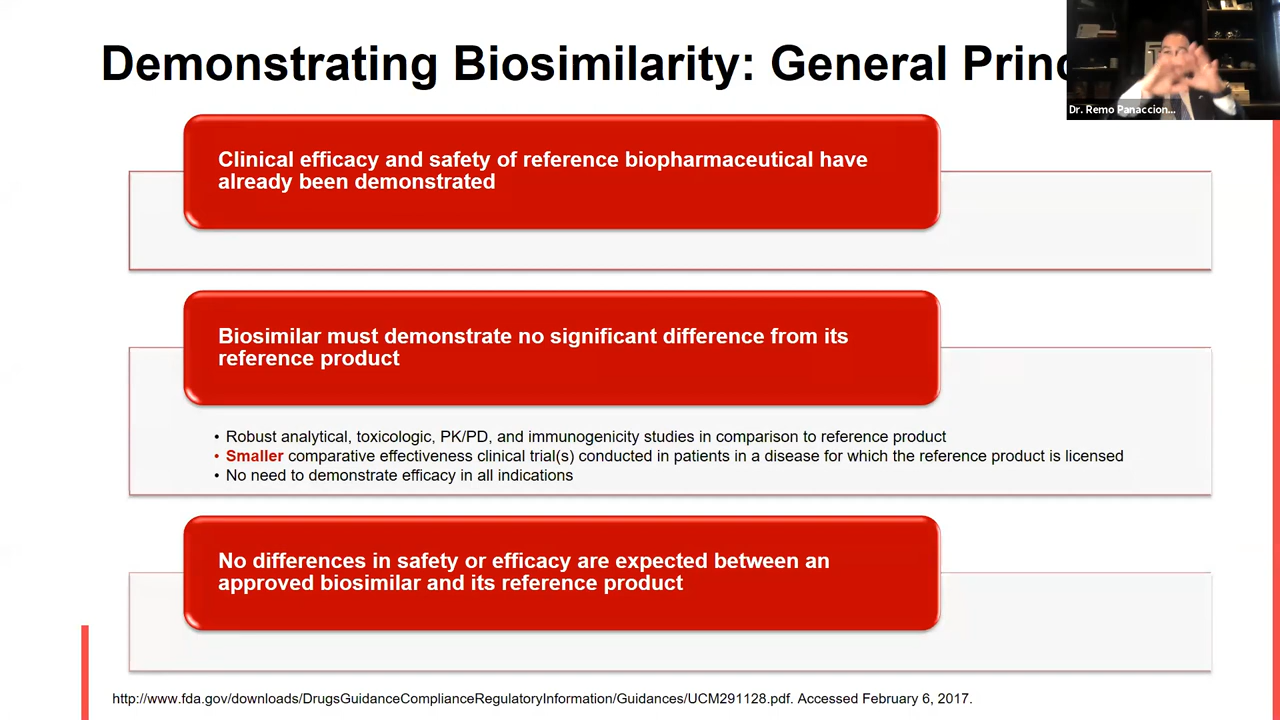 Demonstrating Biosimilarity: General Princ
Dr. Remo Panaccion...
Clinical efficacy and safety of reference biopharmaceutical have
already been demonstrated
Biosimilar must demonstrate no significant difference from its
reference product
• Robust analytical, toxicologic, PK/PD, and immunogenicity studies in comparison to reference product
• Smaller comparative effectiveness clinical trial(s) conducted in patients in a disease for which the reference product is licensed
• No need to demonstrate efficacy in all indications
No differences in safety or efficacy are expected between an
approved biosimilar and its reference product
http://www.fda.gov/downloads/DrugsGuidanceComplianceRegulatoryInformation/Guidances/UCM291128.pdf. Accessed February 6, 2017.